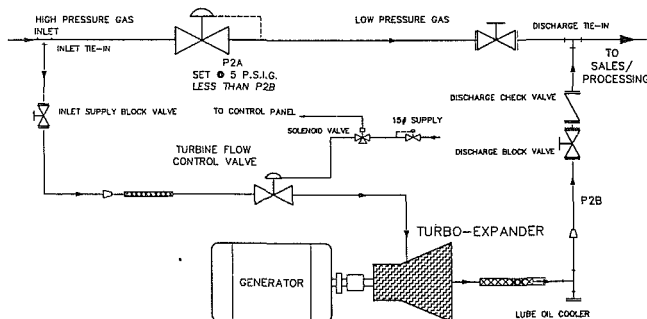 HIGH PRESSURE GAS
INLET
INLET TIE-IN
LOW PRESSURE GAS
DISCHARGE TIE-IN
P2A
SET @ 5 P.S.I.G.
LESS THAN P2B
TO
SALES/
PROCESSING
DISCHARGE CHECK VALVE
INLET SUPPLY BLOCK VALVE
TO CONTROL PANEL
SOLENOID VALVE
15# SUPPLY
TURBINE FLOW
CONTROL VALVE
DISCHARGE BLOCK VALVE
P2B
TURBO-EXPANDER
GENERATOR
LUBE OIL COOLER